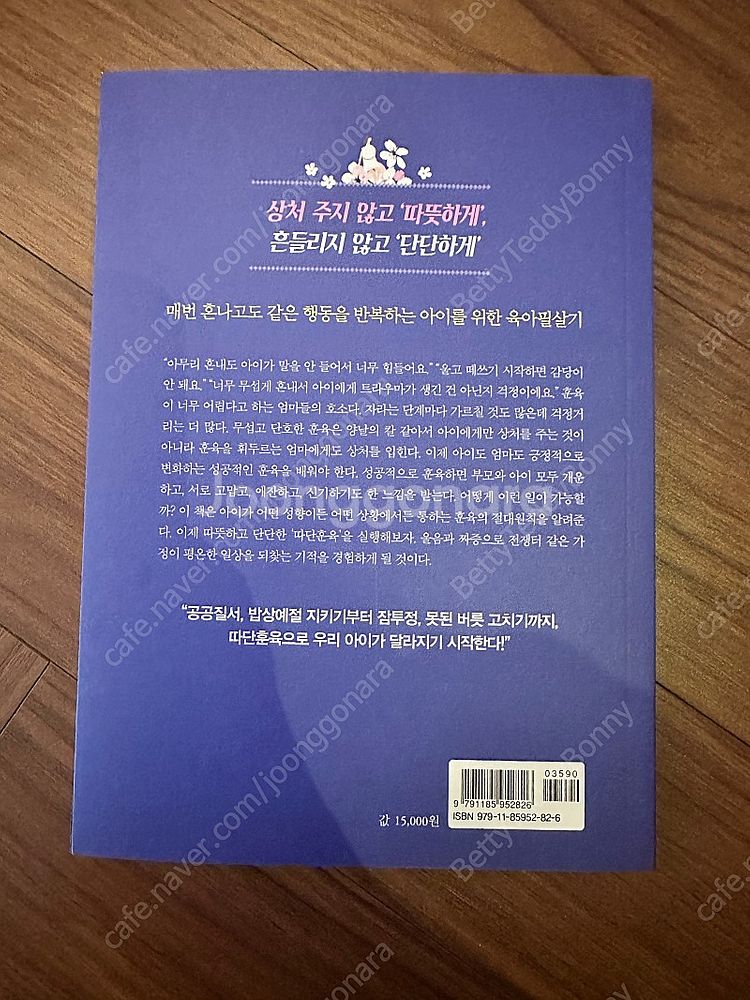 상처 주지 않고 '따뜻하게',
흔들리지 않고 '단단하게'
매번 혼나고도 같은 행동을 반복하는 아이를 위한 육아필살기
"아무리 혼내도 아이가 말을 안 들어서 너무 힘들어요." "울고 떼쓰기 시작하면 감당이
안 돼요." "너무 무섭게 혼내서 아이에게 트라우마가 생긴 건 아닌지 걱정이에요." 훈육
이 너무 어렵다고 하는 엄마들의 호소다. 자라는 단계마다 가르칠 것도 많은데 걱정거
리는 더 많다. 무섭고 단호한 훈육은 양날의 칼 같아서 아이에게만 상처를 주는 것이
아니라 훈육을 휘두르는 엄마에게도 상처를 입힌다. 이제 아이도 엄마도 긍정적으로
변화하는 성공적인 훈육을 배워야 한다. 성공적으로 훈육하면 부모와 아이 모두 개운
하고, 서로 고맙고, 애잔하고, 신기하기도 한 느낌을 받는다. 어떻게 이런 일이 가능할
까? 이 책은 아이가 어떤 성향이든 어떤 상황에서든 통하는 훈육의 절대원칙을 알려준
다. 이제 따뜻하고 단단한 '따단훈육'을 실행해보자. 울음과 짜증으로 전쟁터 같은 가
정이 평온한 일상을 되찾는 기적을 경험하게 될 것이다.
"공공질서, 밥상예절 지키기부터 잠투정, 못된 버릇 고치기까지,
따단훈육으로 우리 아이가 달라지기 시작한다!"
값 15,000원
03590
9 791185 952826
ISBN 979-11-85952-82-6
cafe.naver.com/joonggonara
BettyTeddyBonny
joonggonara